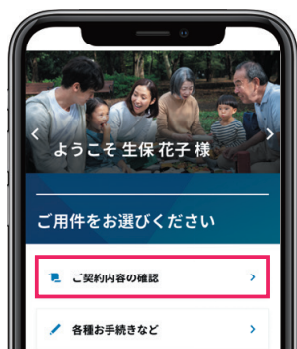 ようこそ 生保 花子 様
ご用件をお選びください
ご契約内容の確認
各種お手続きなど